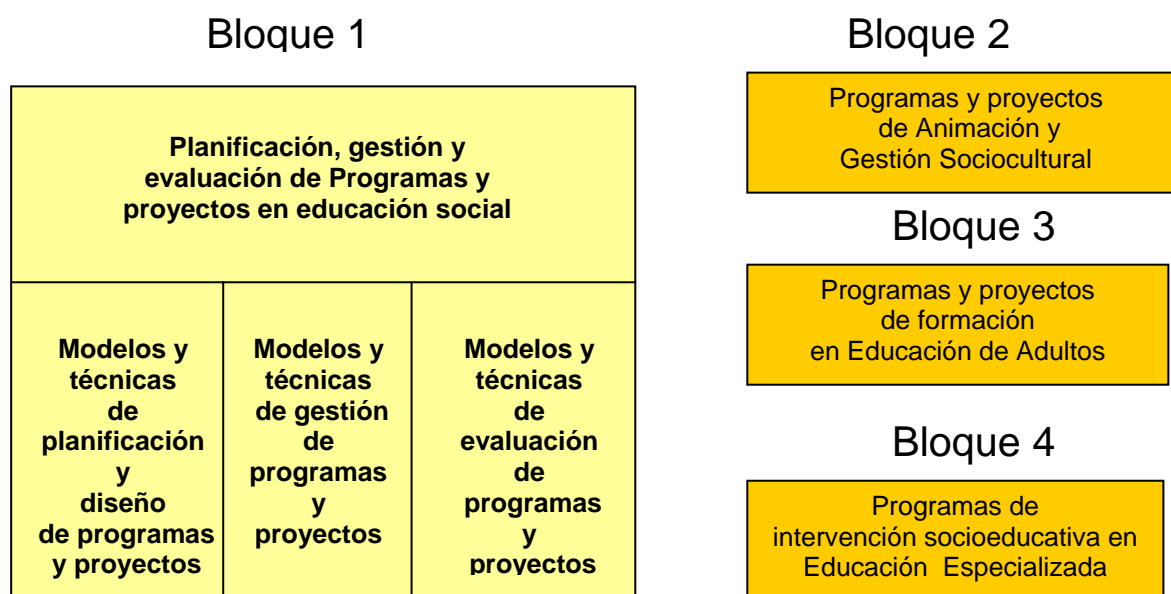 Bloque 1
Planificación, gestión y
evaluación de Programas y
proyectos en educación social
Modelos y
técnicas
de
planificación
y
diseño
de programas
y proyectos
Modelos y
técnicas
de gestión
de
programas
y
proyectos
Modelos y
técnicas
de
evaluación
de
programas
y
proyectos
Bloque 2
Programas y proyectos
de Animación y
Gestión Sociocultural
Bloque 3
Programas y proyectos
de formación
en Educación de Adultos
Bloque 4
Programas de
intervención socioeducativa en
Educación Especializada